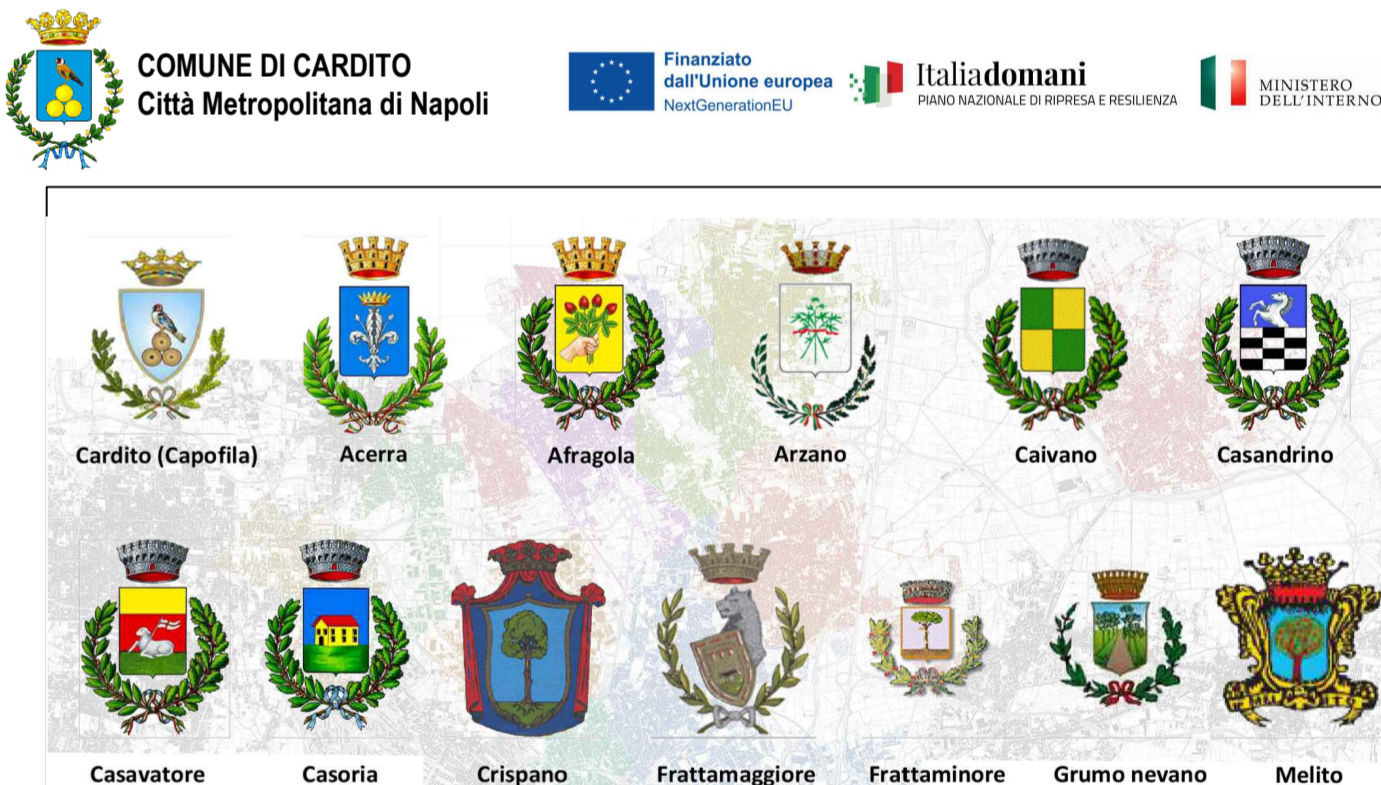 COMUNE DI CARDITO
Città Metropolitana di Napoli
Finanziato
dall'Unione europea
NextGenerationEU
Italiadomani
PIANO NAZIONALE DI RIPRESA E RESILIENZA
MINISTERO
DELL'INTERNO
Cardito (Capofila)
Acerra
Afragola
Arzano
Caivano
Casandrino
Casavatore
Casoria
Crispano
Frattamaggiore
Frattaminore
Grumo nevano
Melito